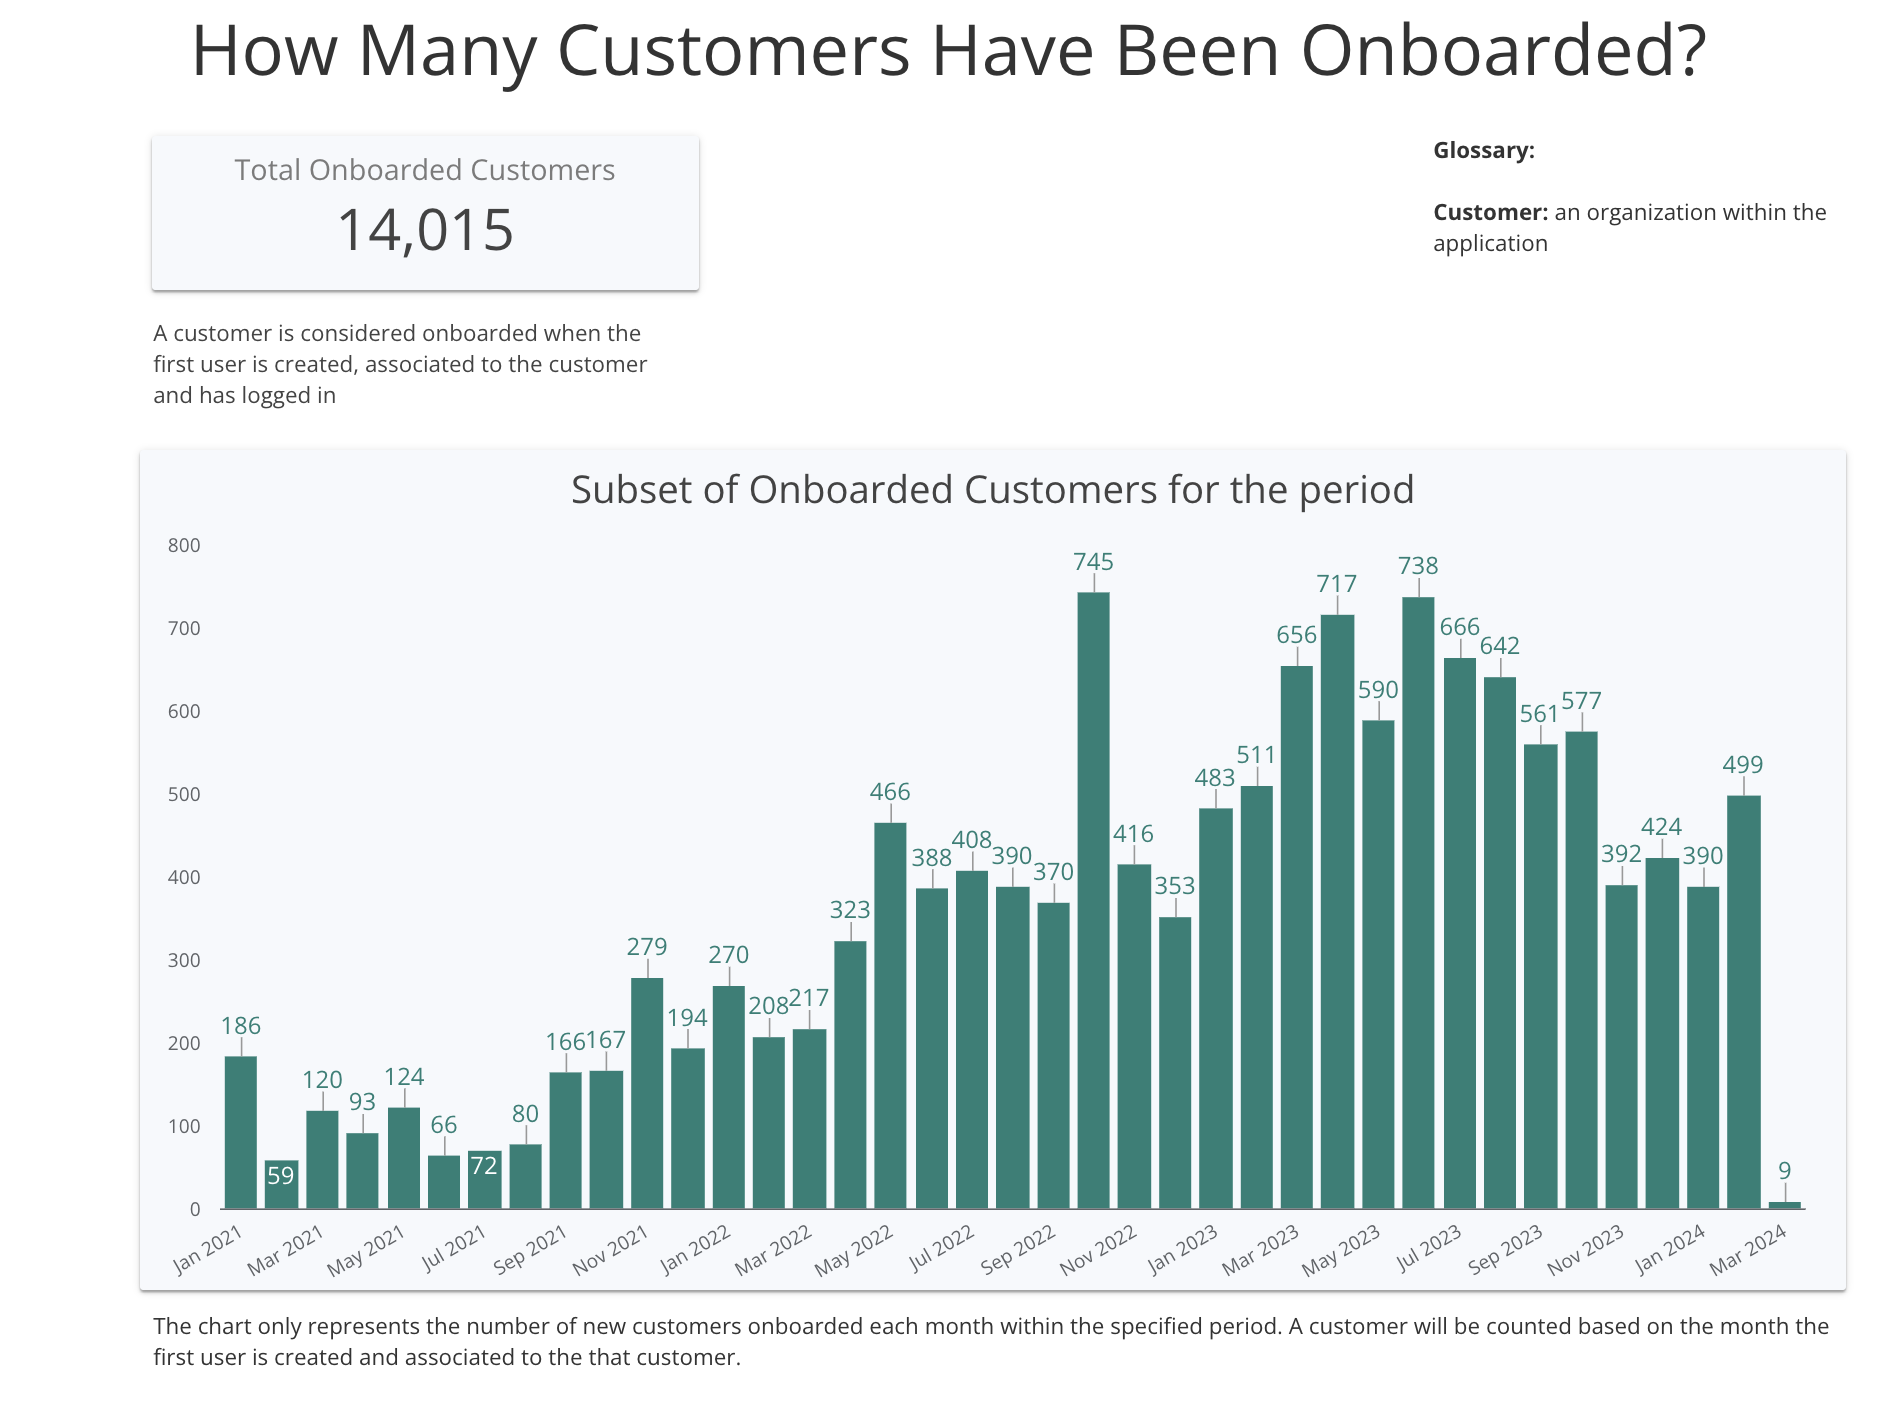 How Many Customers Have Been Onboarded?
Total Onboarded Customers
14,015
Glossary:
Customer: an organization within the
application
A customer is considered onboarded when the
first user is created, associated to the customer
and has logged in
Subset of Onboarded Customers for the period
800
700
600
500
400
300
200
100
0
186
59
120
93
124
66
72
80
166
167
279
194
270
208
217
323
466
388
408
390
370
745
416
353
483
511
656
717
590
738
666
642
561
577
392
424
390
499
9
Jan 2021
Mar 2021
May 2021
Jul 2021
Sep 2021
Nov 2021
Jan 2022
Mar 2022
May 2022
Jul 2022
Sep 2022
Nov 2022
Jan 2023
Mar 2023
May 2023
Jul 2023
Sep 2023
Nov 2023
Jan 2024
Mar 2024
The chart only represents the number of new customers onboarded each month within the specified period. A customer will be counted based on the month the
first user is created and associated to the that customer.